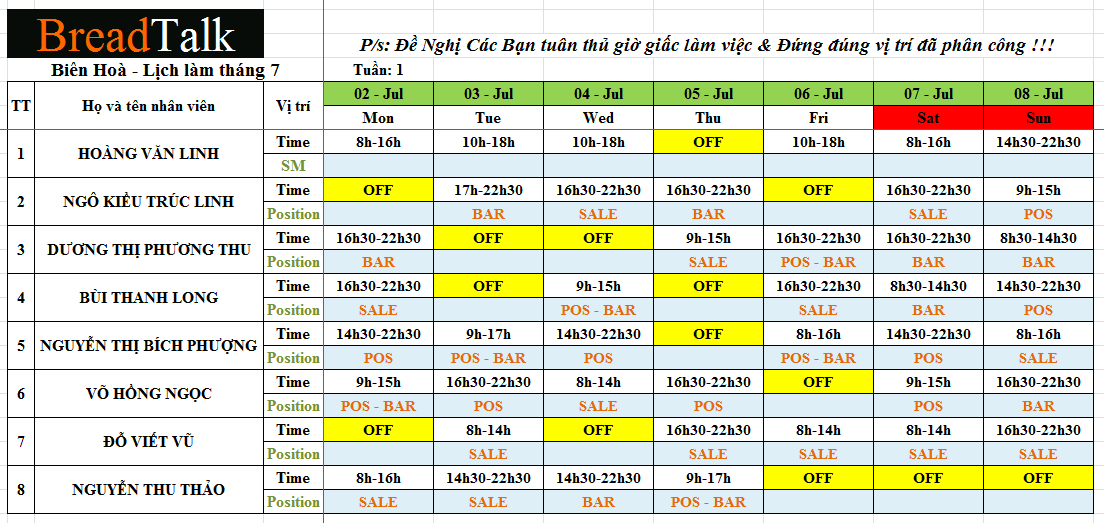 BreadTalk
P/s: Đề Nghị Các Bạn tuân thủ giờ giấc làm việc & Đứng đúng vị trí đã phân công !!!
Biên Hoà - Lịch làm tháng 7 Tuần: 1
TT Họ và tên nhân viên Vị trí 02 - Jul 03 - Jul 04 - Jul 05 - Jul 06 - Jul 07 - Jul 08 - Jul
Mon Tue Wed Thu Fri Sat Sun
1 HOÀNG VĂN LINH Time 8h-16h 10h-18h 10h-18h OFF 10h-18h 8h-16h 14h30-22h30
SM
2 NGÔ KIỀU TRÚC LINH Time OFF 17h-22h30 16h30-22h30 16h30-22h30 OFF 16h30-22h30 9h-15h
Position BAR SALE BAR SALE POS
3 DƯƠNG THỊ PHƯƠNG THU Time 16h30-22h30 OFF OFF 9h-15h 16h30-22h30 16h30-22h30 8h30-14h30
Position BAR SALE POS - BAR BAR BAR
4 BÙI THANH LONG Time 16h30-22h30 OFF 9h-15h OFF 16h30-22h30 8h30-14h30 14h30-22h30
Position SALE POS - BAR SALE BAR POS
5 NGUYỄN THỊ BÍCH PHƯỢNG Time 14h30-22h30 9h-17h 14h30-22h30 OFF 8h-16h 14h30-22h30 8h-16h
Position POS POS - BAR POS POS - BAR POS SALE
6 VÕ HỒNG NGỌC Time 9h-15h 16h30-22h30 8h-14h 16h30-22h30 OFF 9h-15h 16h30-22h30
Position POS - BAR POS SALE POS POS BAR
7 ĐỖ VIẾT VŨ Time OFF 8h-14h OFF 16h30-22h30 8h-14h 8h-14h 16h30-22h30
Position SALE SALE SALE SALE SALE
8 NGUYỄN THU THẢO Time 8h-16h 14h30-22h30 14h30-22h30 9h-17h OFF OFF OFF
Position SALE SALE BAR POS - BAR